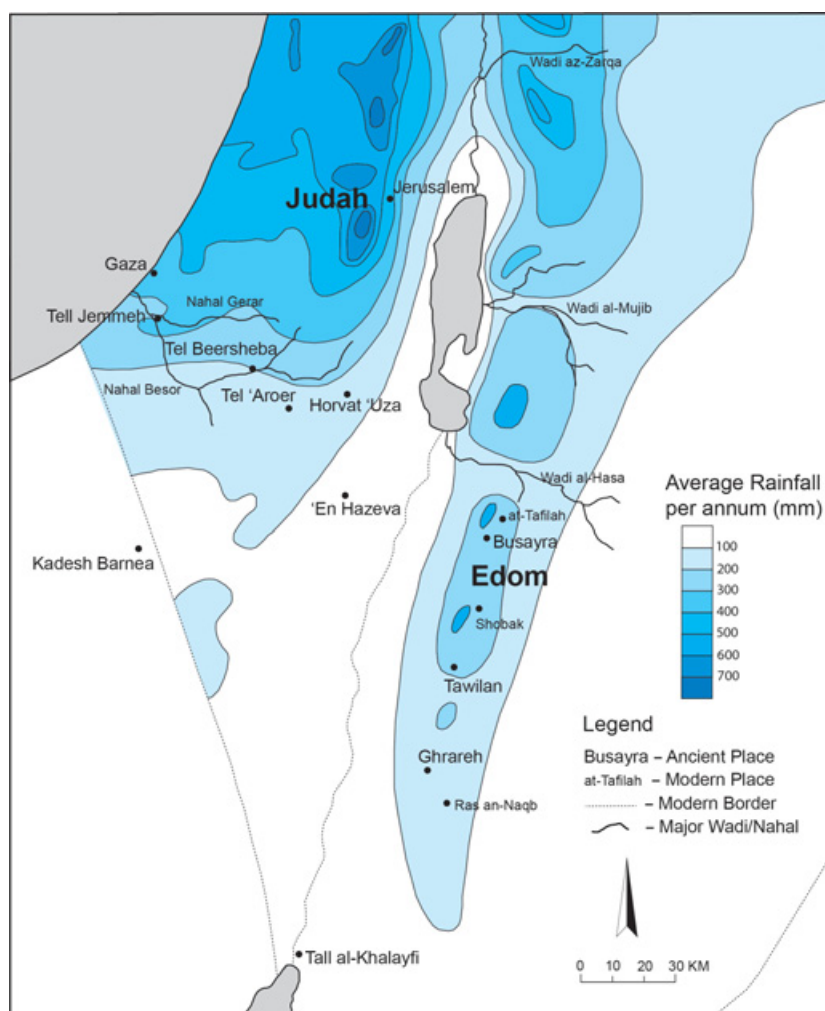 Wadi az-Zarqa
Judah
Jerusalem
Gaza
Nahal Gerar
Tell Jemmeh
Wadi al-Mujib
Tel Beersheba
Nahal Besor
Tel ‘Aroer
Horvat ‘Uza
Wadi al-Hasa
‘En Hazeva
at-Tafilah
Busayra
Kadesh Barnea
Edom
Shobak
Tawilan
Ghrareh
Ras an-Naqb
Tall al-Khalayfi
Average Rainfall
per annum (mm)
100
200
300
400
500
600
700
Legend
Busayra – Ancient Place
at-Tafilah – Modern Place
– Modern Border
– Major Wadi/Nahal
0 10 20 30 KM